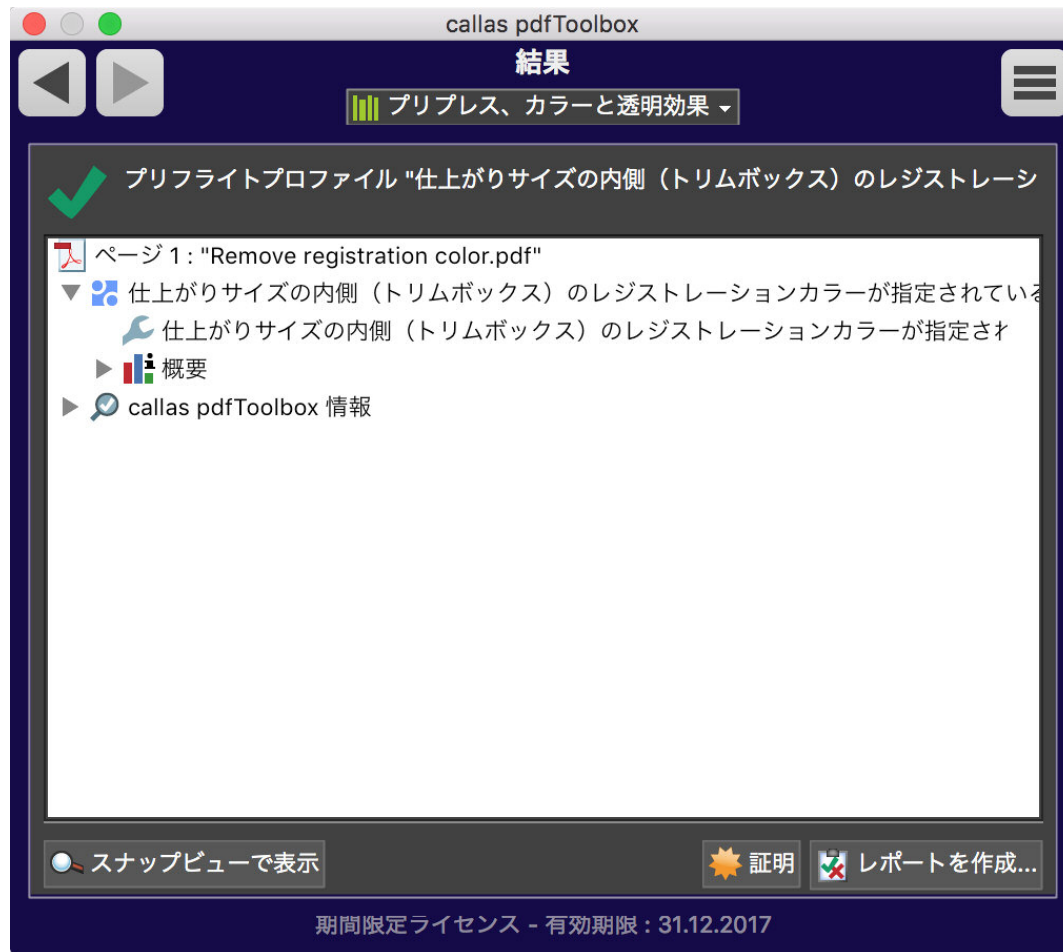 callas pdfToolbox
結果
プリプレス、カラーと透明効果
プリフライトプロファイル "仕上がりサイズの内側（トリムボックス）のレジストレーシ
ページ 1 : "Remove registration color.pdf"
仕上がりサイズの内側（トリムボックス）のレジストレーションカラーが指定されている
仕上がりサイズの内側（トリムボックス）のレジストレーションカラーが指定され
概要
callas pdfToolbox 情報
スナップビューで表示
証明
レポートを作成...
期間限定ライセンス - 有効期限 : 31.12.2017